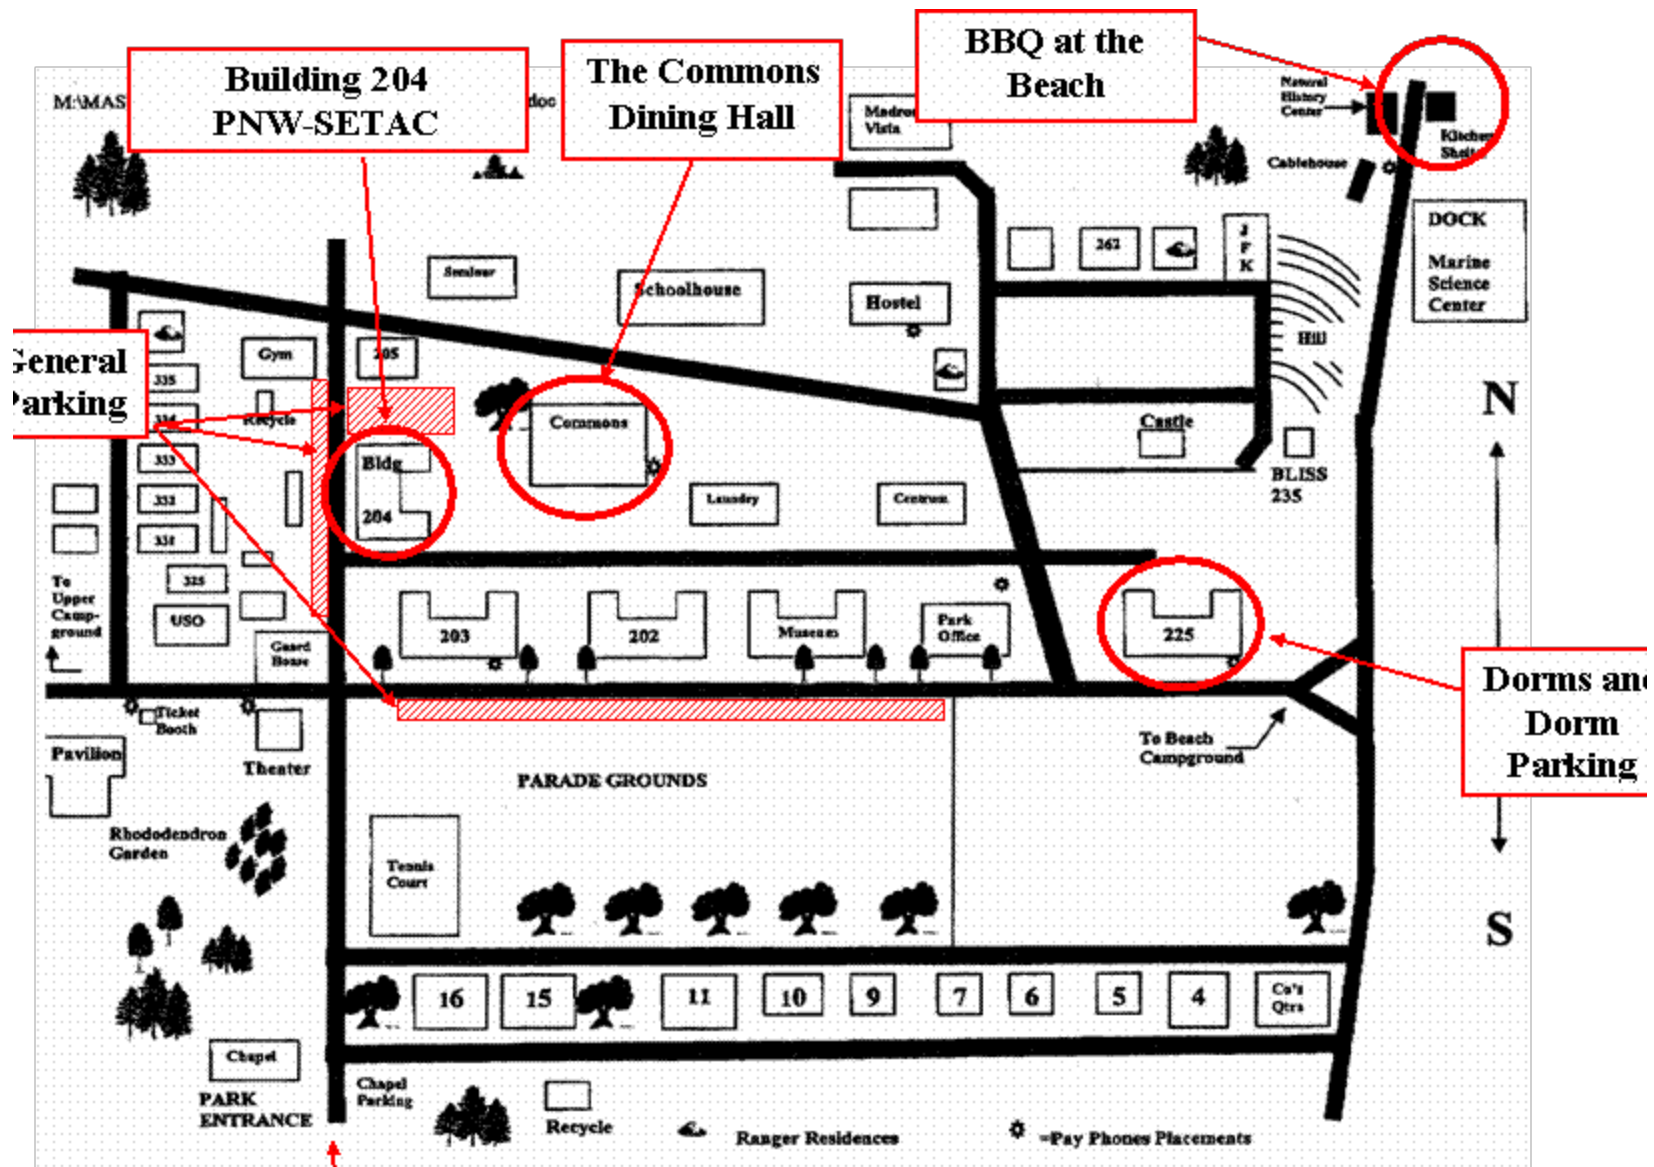 Building 204
PNW-SETAC
The Commons
Dining Hall
BBQ at the
Beach
M:\MAS
doc
Vista
Natural
History
Center
Kitchen
Cablehouse
DOCK
Marine
Science
Center
J
F
K
262
Seminar
Schoolhouse
Hostel
Hill
General
Parking
Gym
205
335
334
Recycle
333
332
331
Bldg
204
Commons
Castle
BLISS
235
N
Laundry
Centrum
To
Upper
Camp-
ground
325
USO
Guard
House
203
202
Museum
Park
Office
225
Dorms and
Dorm
Parking
Ticket
Booth
Pavilion
Theater
To Beach
Campground
PARADE GROUNDS
Rhododendron
Garden
Tennis
Court
S
16
15
11
10
9
7
6
5
4
Co's
Qtrs
Chapel
PARK
ENTRANCE
Chapel
Parking
Recycle
Ranger Residences
=Pay Phones Placements